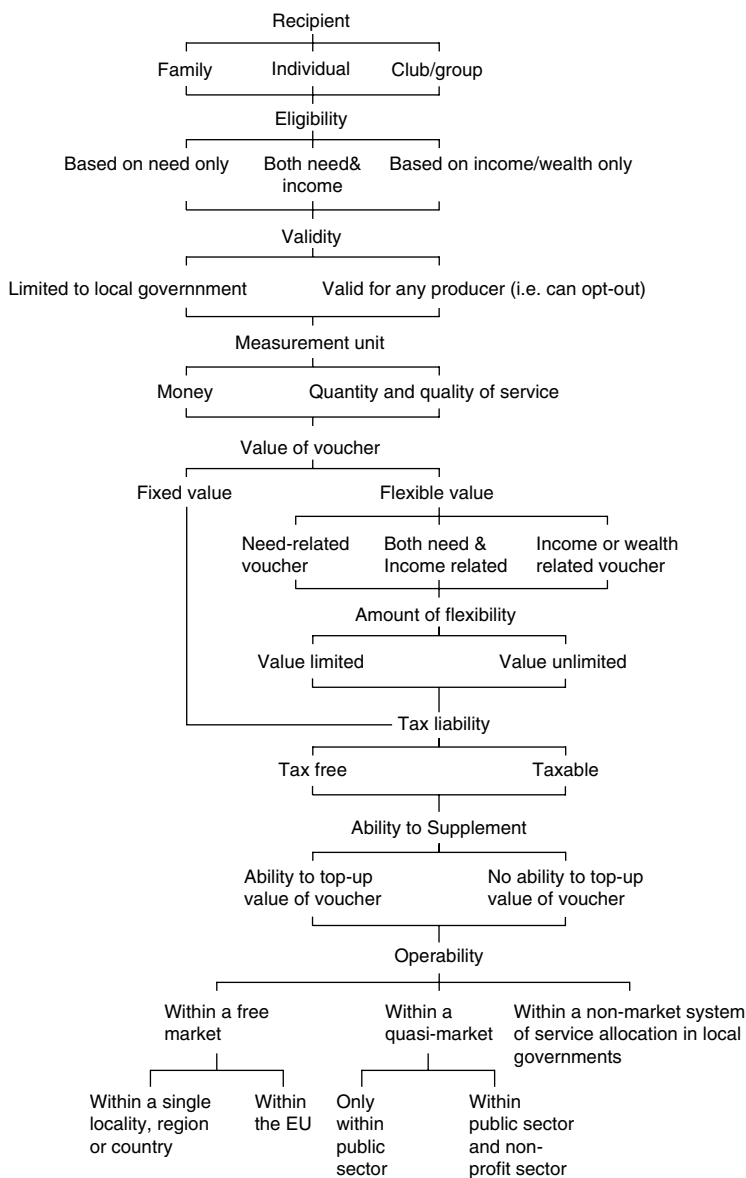 Recipient
Family Individual Club/group
Eligibility
Based on need only Both need& Based on income/wealth only
income
Validity
Limited to local governnment Valid for any producer (i.e. can opt-out)
Measurement unit
Money Quantity and quality of service
Value of voucher
Fixed value Flexible value
Need-related Both need & Income or wealth
voucher Income related related voucher
Amount of flexibility
Value limited Value unlimited
Tax liability
Tax free Taxable
Ability to Supplement
Ability to top-up No ability to top-up
value of voucher value of voucher
Operability
Within a free Within a Within a non-market system
market quasi-market of service allocation in local
governments
Within a single Within Only Within
locality, region the EU within public sector
or country public and non-
sector profit sector